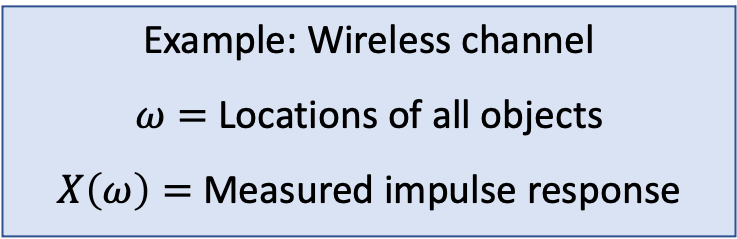 Example: Wireless channel
ω = Locations of all objects
X(ω) = Measured impulse response